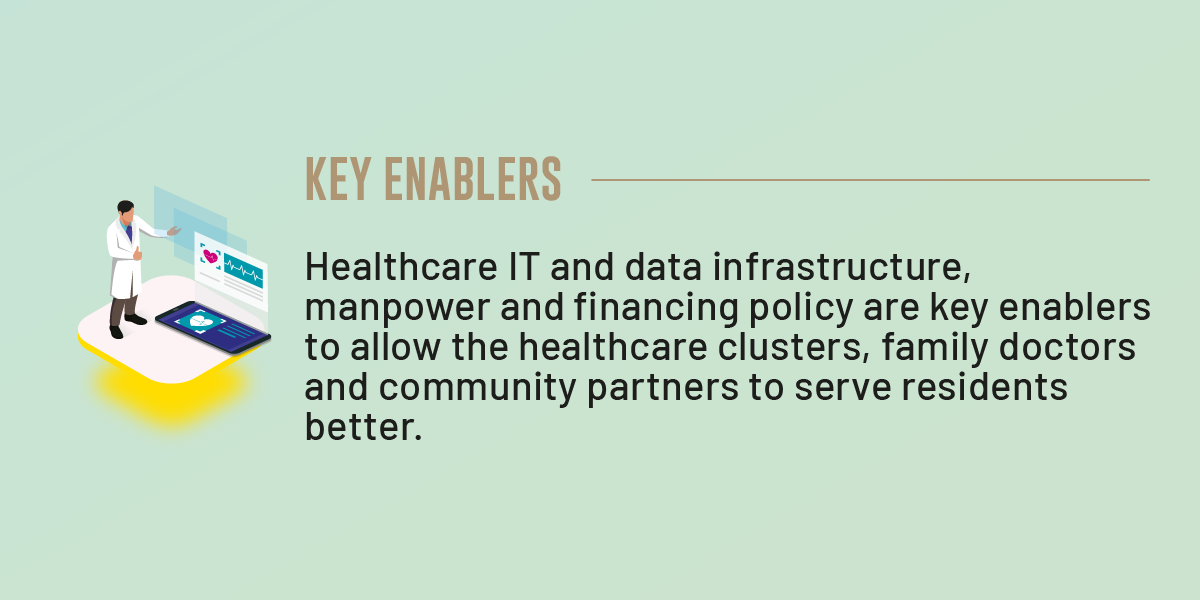 KEY ENABLERS
Healthcare IT and data infrastructure,
manpower and financing policy are key enablers
to allow the healthcare clusters, family doctors
and community partners to serve residents
better.